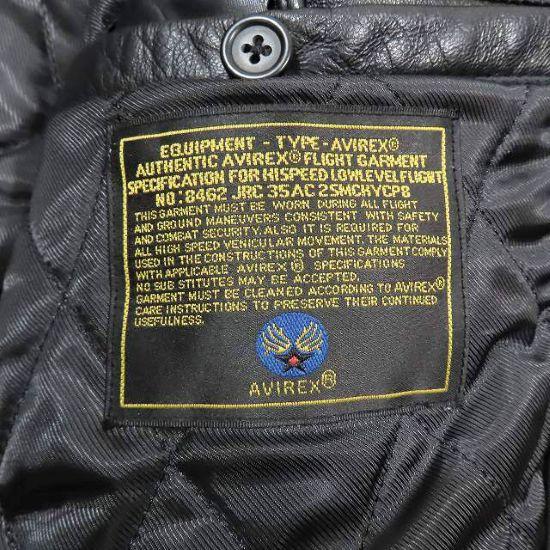 EQUIPMENT - TYPE - AVIREX®
AUTHENTIC AVIREX® FLIGHT GARMENT
SPECIFICATION FOR HISPEED LOWLEVELFLIGHT
NO:8462 JRC 35AC 2SMCHYCP8
THIS GARMENT MUST BE WORN DURING ALL FLIGHT
AND GROUND MANEUVERS CONSISTENT WITH SAFETY
AND COMBAT SECURITY.ALSO IT IS REQUIRED FOR
ALL HIGH SPEED VEHICULAR MOVEMENT. THE MATERIALS
USED IN THE CONSTRUCTIONS OF THIS GARMENT COMPLY
WITH APPLICABLE AVIREX® SPECIFICATIONS
NO SUB STITUTES MAY BE ACCEPTED.
GARMENT MUST BE CLEANED ACCORDING TO AVIREX®
CARE INSTRUCTIONS TO PRESERVE THEIR CONTINUED
USEFULNESS.
AVIREX®